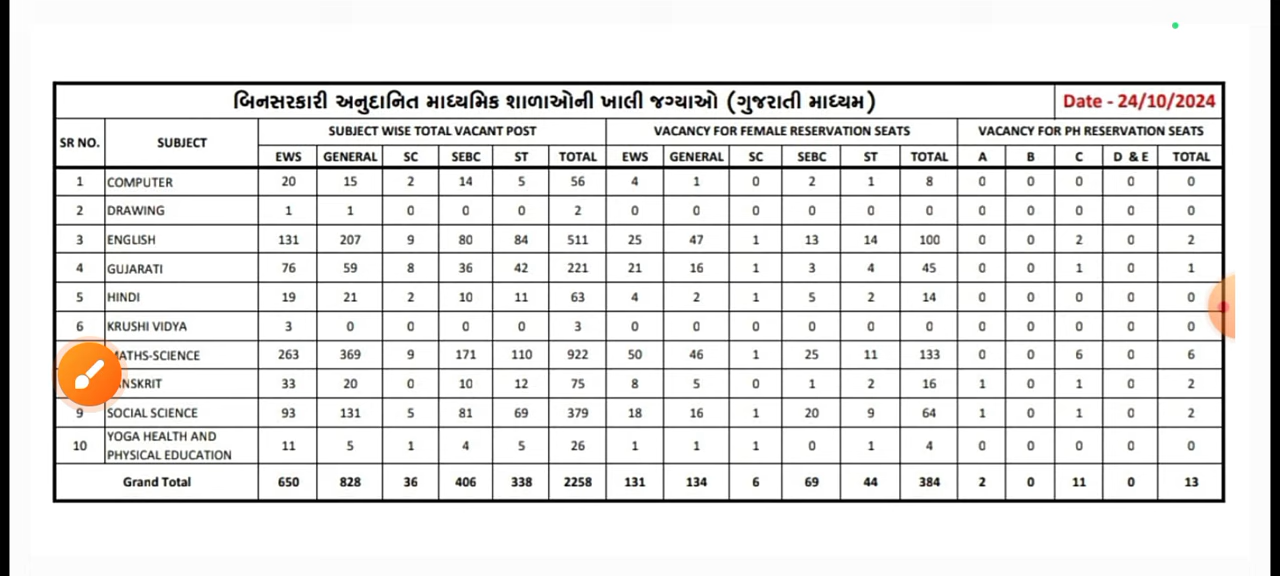 બિનસરકારી અનુદાનિત માધ્યમિક શાળાઓની ખાલી જગ્યાઓ (ગુજરાતી માધ્યમ) Date - 24/10/2024
SR NO. SUBJECT SUBJECT WISE TOTAL VACANT POST VACANCY FOR FEMALE RESERVATION SEATS VACANCY FOR PH RESERVATION SEATS
EWS GENERAL SC SEBC ST TOTAL EWS GENERAL SC SEBC ST TOTAL A B C D & E TOTAL
1 COMPUTER 20 15 2 14 5 56 4 1 0 2 1 8 0 0 0 0 0
2 DRAWING 1 1 0 0 0 2 0 0 0 0 0 0 0 0 0 0 0
3 ENGLISH 131 207 9 80 84 511 25 47 1 13 14 100 0 0 2 0 2
4 GUJARATI 76 59 8 36 42 221 21 16 1 3 4 45 0 0 1 0 1
5 HINDI 19 21 2 10 11 63 4 2 1 5 2 14 0 0 0 0 0
6 KRUSHI VIDYA 3 0 0 0 0 3 0 0 0 0 0 0 0 0 0 0 0
MATHS-SCIENCE 263 369 9 171 110 922 50 46 1 25 11 133 0 0 6 0 6
33 20 0 10 12 75 8 5 0 1 2 16 1 0 1 0 2
9 SOCIAL SCIENCE 93 131 5 81 69 379 18 16 1 20 9 64 1 0 1 0 2
10 YOGA HEALTH AND PHYSICAL EDUCATION 11 5 1 4 5 26 1 1 1 0 1 4 0 0 0 0 0
Grand Total 650 828 36 406 338 2258 131 134 6 69 44 384 2 0 11 0 13